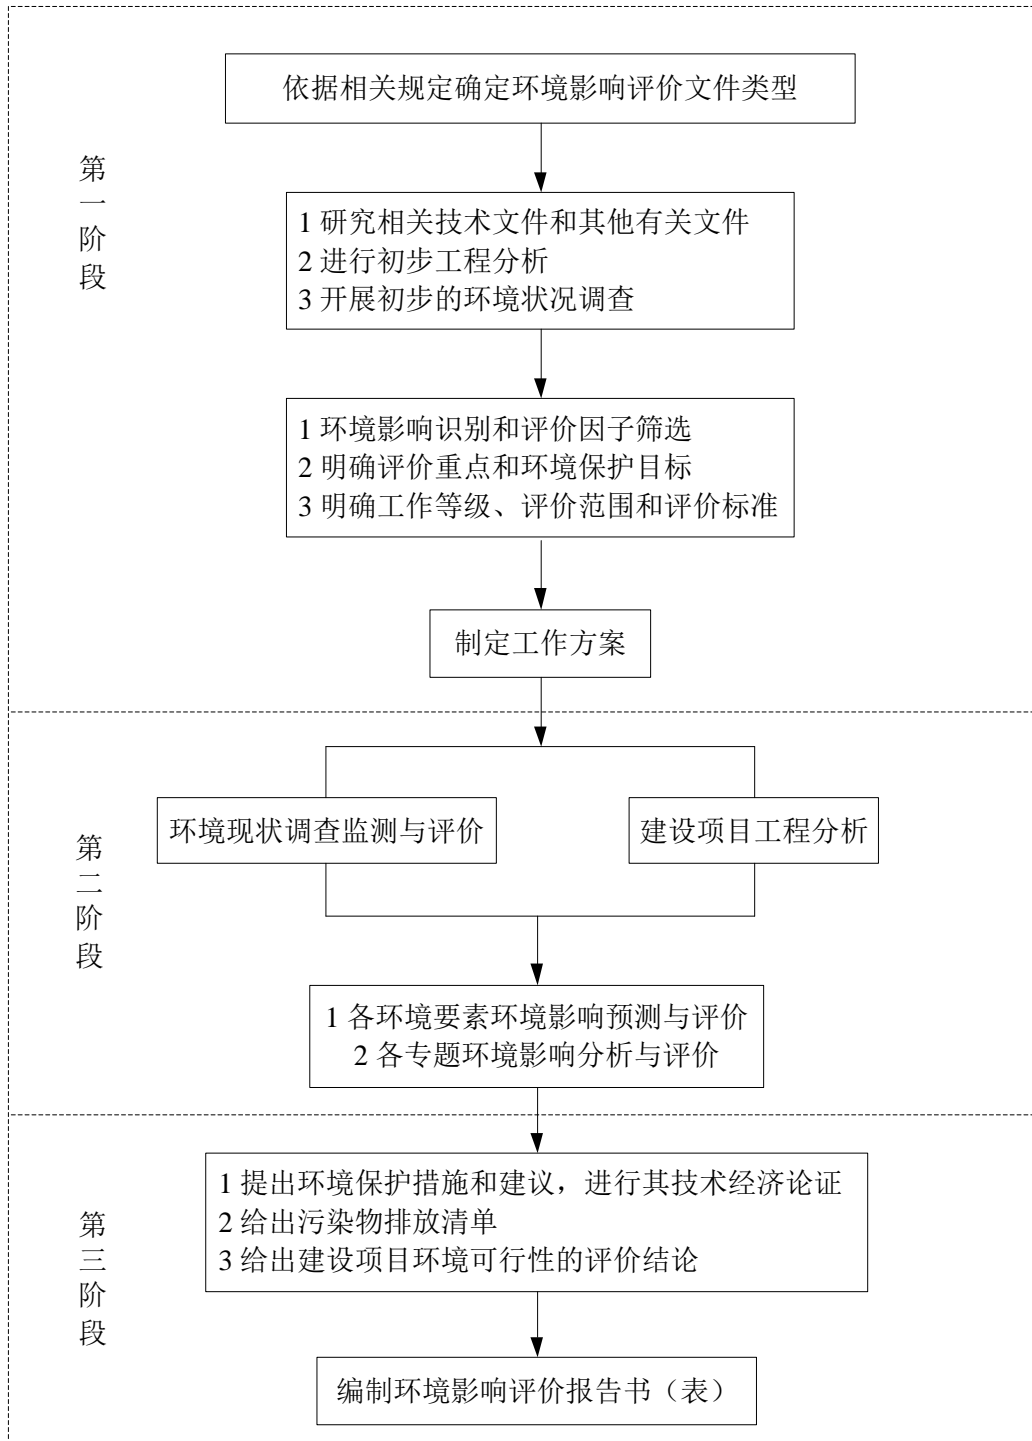 依据相关规定确定环境影响评价文件类型
第一阶段
1 研究相关技术文件和其他有关文件
2 进行初步工程分析
3 开展初步的环境状况调查
1 环境影响识别和评价因子筛选
2 明确评价重点和环境保护目标
3 明确工作等级、评价范围和评价标准
制定工作方案
第二阶段
环境现状调查监测与评价
建设项目工程分析
1 各环境要素环境影响预测与评价
2 各专题环境影响分析与评价
第三阶段
1 提出环境保护措施和建议，进行其技术经济论证
2 给出污染物排放清单
3 给出建设项目环境可行性的评价结论
编制环境影响评价报告书（表）